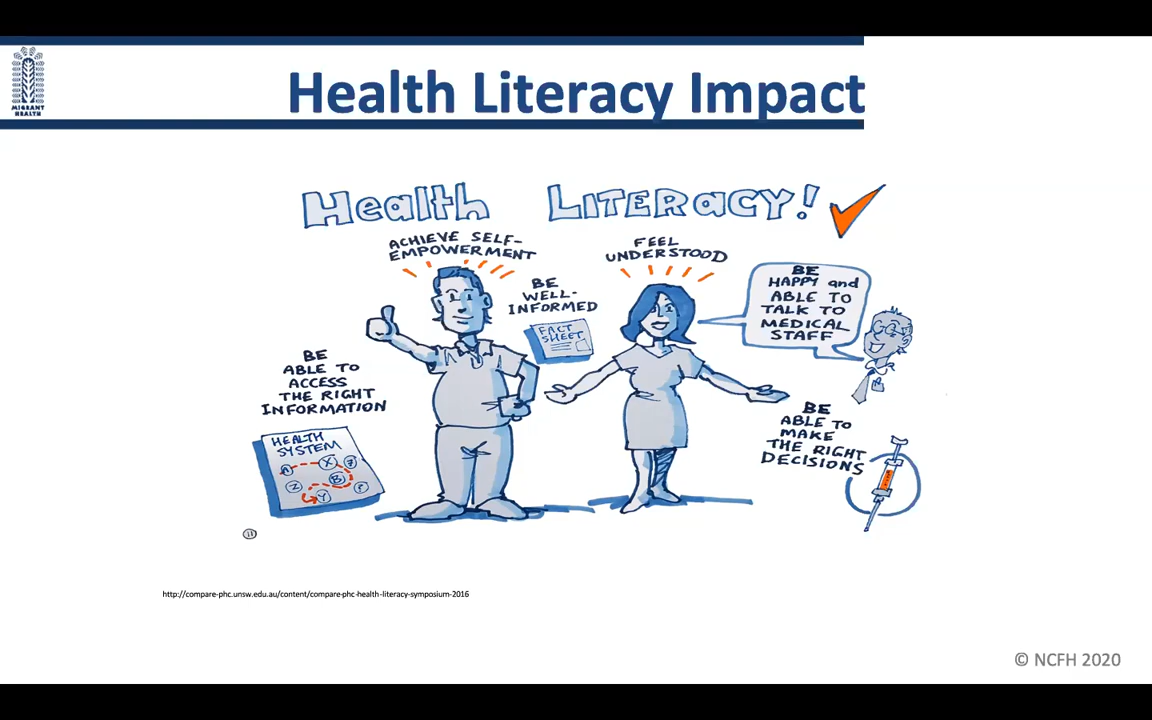 MIGRANT
HEALTH
Health Literacy Impact
Health LITERACY!
ACHIEVE SELF-
EMPOWERMENT
FEEL
UNDERSTOOD
BE
WELL-
INFORMED
FACT
SHEET
BE
HAPPY and
ABLE TO
TALK TO
MEDICAL
STAFF
BE
ABLE TO
ACCESS
THE RIGHT
INFORMATION
HEALTH
SYSTEM
A X
Z B
Y
BE
ABLE TO
MAKE
THE RIGHT
DECISIONS
http://compare-phc.unsw.edu.au/content/compare-phc-health-literacy-symposium-2016
© NCFH 2020